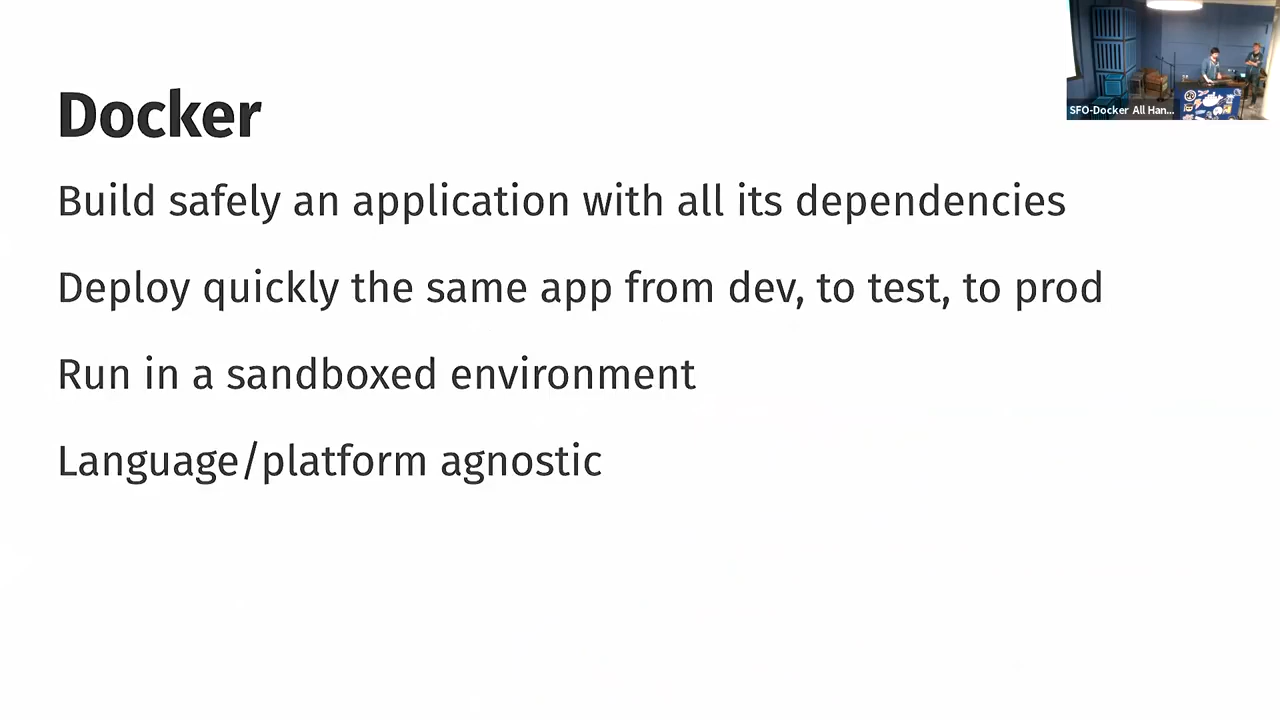 Docker
Build safely an application with all its dependencies
Deploy quickly the same app from dev, to test, to prod
Run in a sandboxed environment
Language/platform agnostic
SFO-Docker All Han...